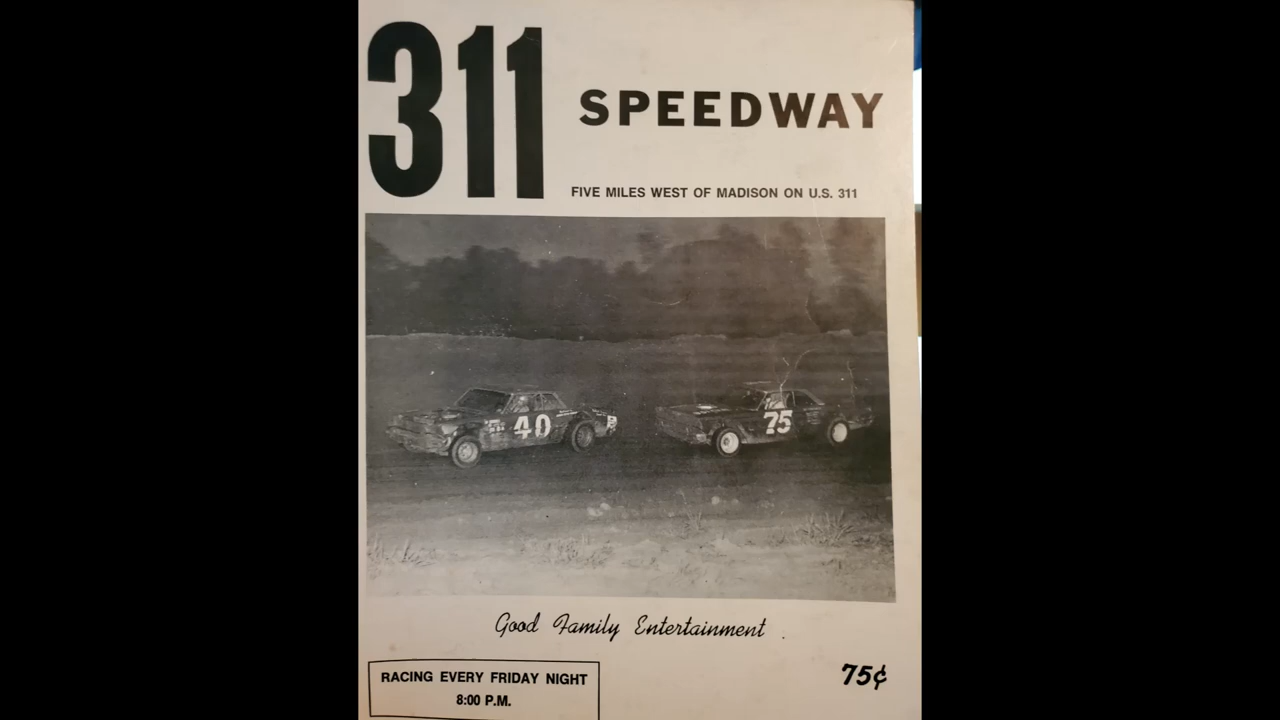 311
SPEEDWAY
FIVE MILES WEST OF MADISON ON U.S. 311
40
75
Good Family Entertainment
RACING EVERY FRIDAY NIGHT
8:00 P.M.
75¢